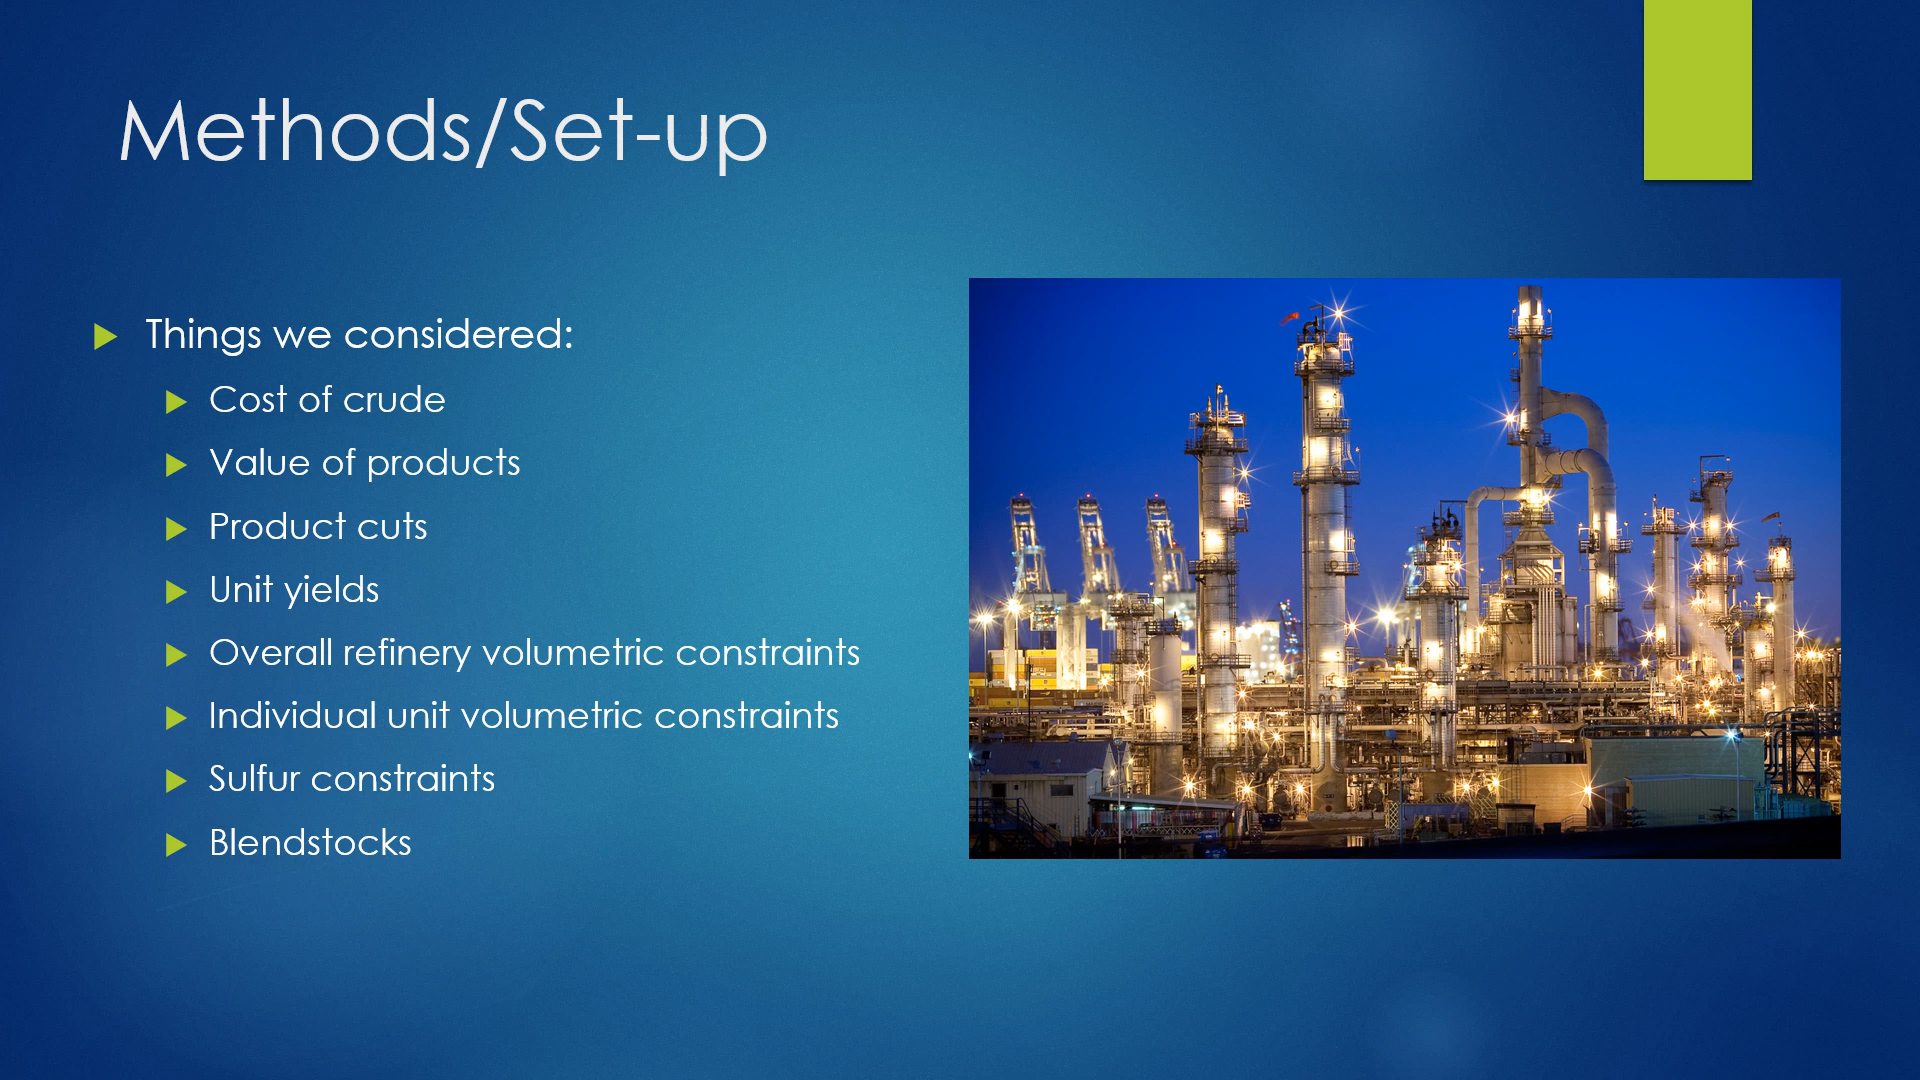 Methods/Set-up
Things we considered:
Cost of crude
Value of products
Product cuts
Unit yields
Overall refinery volumetric constraints
Individual unit volumetric constraints
Sulfur constraints
Blendstocks